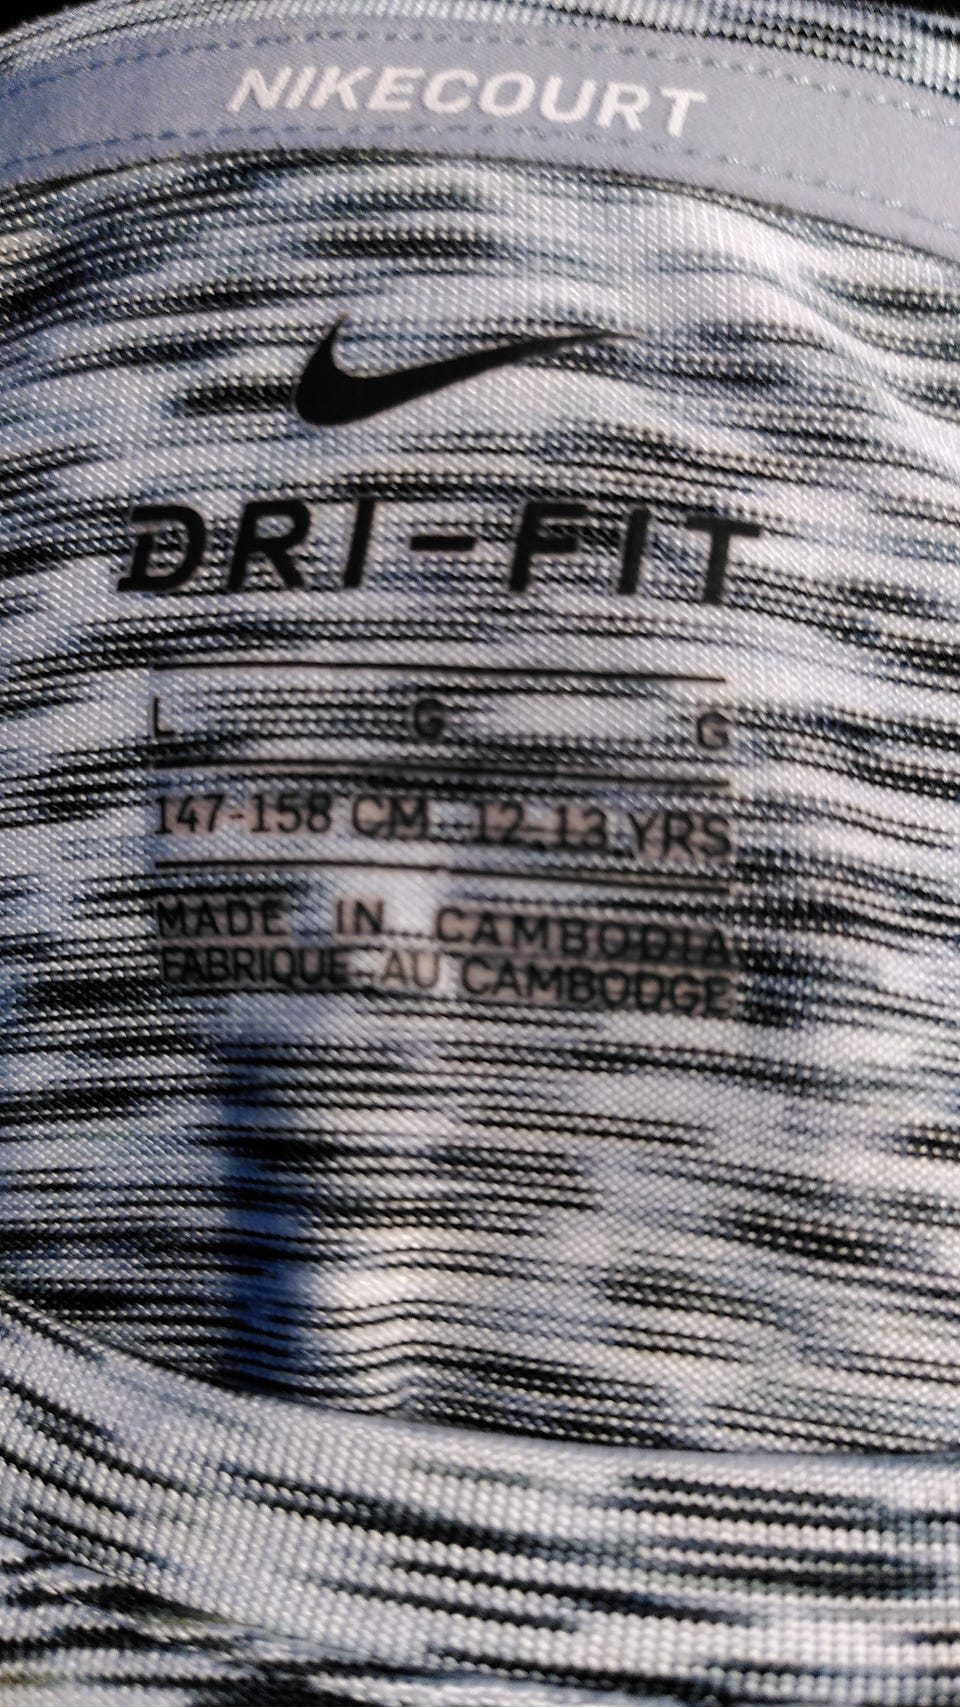 NIKECOURT
DRI-FIT
L G G
147-158 CM 12-13 YRS
MADE IN CAMBODIA
FABRIQUE AU CAMBODGE